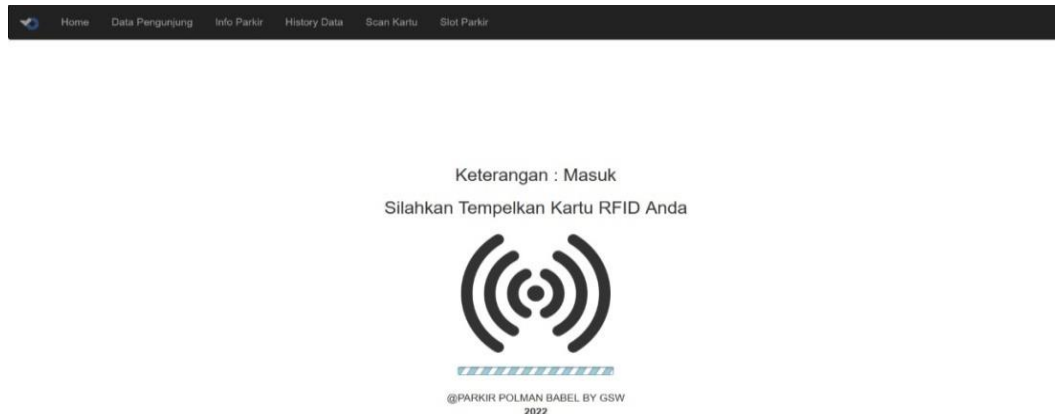 Home Data Pengunjung Info Parkir History Data Scan Kartu Slot Parkir
Keterangan : Masuk
Silahkan Tempelkan Kartu RFID Anda
@PARKIR POLMAN BABEL BY GSW
2022